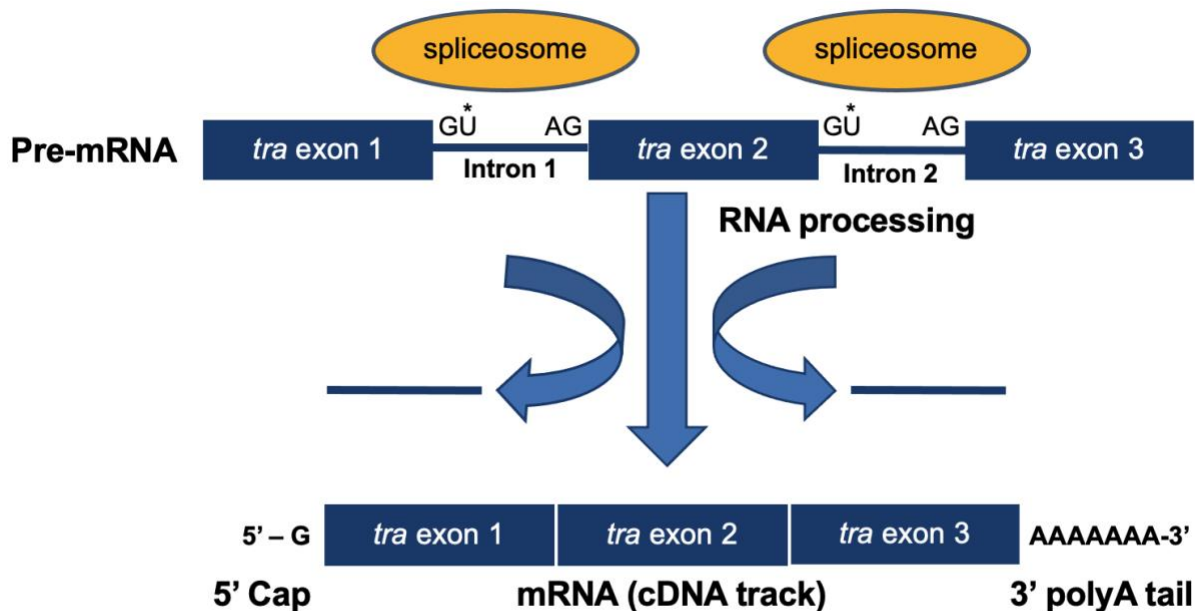 spliceosome
spliceosome
*
*
GU AG
GU AG
Pre-mRNA
tra exon 1
Intron 1
tra exon 2
Intron 2
tra exon 3
RNA processing
5’ – G
tra exon 1
tra exon 2
tra exon 3
AAAAAAA-3’
5’ Cap
mRNA (cDNA track)
3’ polyA tail